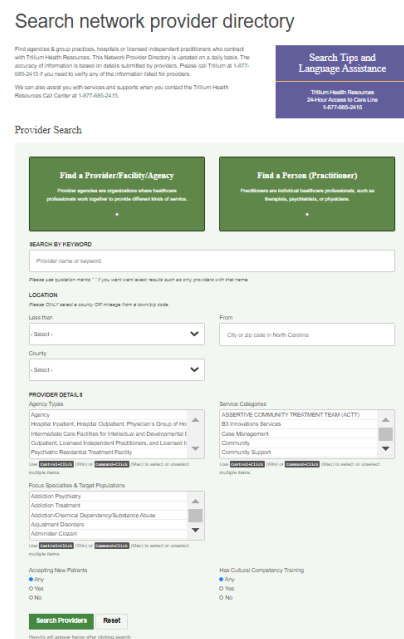 Search network provider directory
Find agencies & group practices, hospitals or licensed independent practitioners who contract
with Trillium Health Resources. This Network Provider Directory is updated on a daily basis. The
accuracy of information is based on details submitted by providers. Please call Trillium at 1-877-
685-2415 if you need to verify any of the information listed for providers.
We can also assist you with services and supports when you contact the Trillium Health
Resources Call Center at 1-877-685-2415.
Search Tips and
Language Assistance
Trillium Health Resources
24-Hour Access to Care Line
1-877-685-2415
Provider Search
Find a Provider/Facility/Agency
Provider agencies are organizations where healthcare
professionals work together to provide different kinds of service.
Find a Person (Practitioner)
Practitioners are individual healthcare professionals, such as
therapists, psychiatrists, or physicians.
SEARCH BY KEYWORD
Provider name or keyword
Please use quotation marks " " if you want want exact results such as only providers with that name.
LOCATION
Please ONLY select a county OR mileage from a town/zip code.
Less than
- Select -
From
City or zip code in North Carolina
County
- Select -
PROVIDER DETAILS
Agency Types
Agency
Hospital Inpatient, Hospital Outpatient, Physician's Group of Ho
Intermediate Care Facilities for Intellectual and Developmental D
Outpatient, Licensed Independent Practitioners, and Licensed In
Psychiatric Residential Treatment Facility
Use Control+Click (Win) or Command+Click (Mac) to select or unselect
multiple items.
Service Categories
ASSERTIVE COMMUNITY TREATMENT TEAM (ACTT)
B3 Innovations Services
Case Management
Community
Community Support
Use Control+Click (Win) or Command+Click (Mac) to select or unselect
multiple items.
Focus Specialties & Target Populations
Addiction Psychiatry
Addiction Treatment
Addiction/Chemical Dependency/Substance Abuse
Adjustment Disorders
Administer Clozaril
Use Control+Click (Win) or Command+Click (Mac) to select or unselect
multiple items.
Accepting New Patients
Any
Yes
No
Has Cultural Competency Training
Any
Yes
No
Search Providers
Reset
Results will appear below after clicking search.